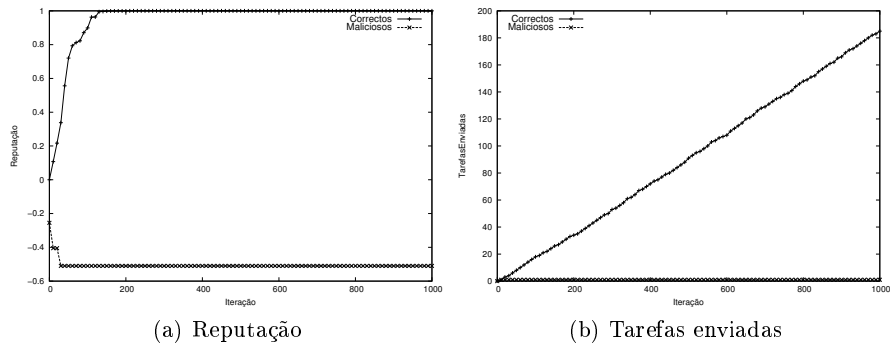 Correctos
Maliciosos
1
0.8
0.6
0.4
0.2
0
−0.2
−0.4
−0.6
Reputação
0 200 400 600 800 1000
Iteração
(a) Reputação
Correctos
Maliciosos
200
180
160
140
120
100
80
60
40
20
0
TarefasEnviadas
0 200 400 600 800 1000
Iteração
(b) Tarefas enviadas